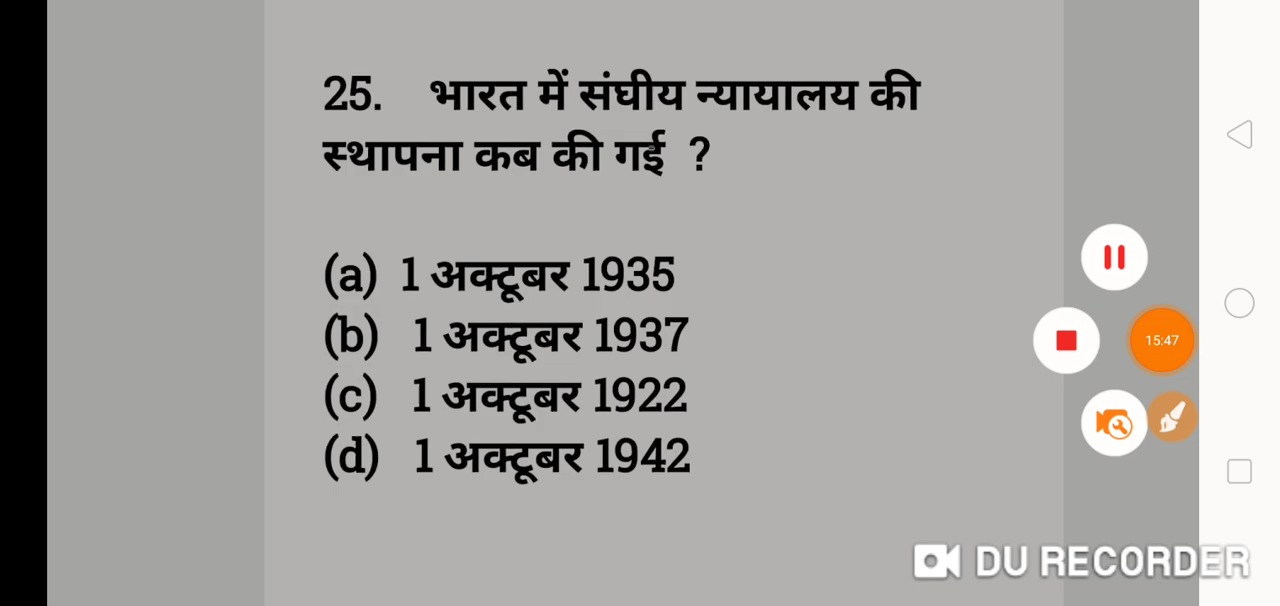 25. भारत में संघीय न्यायालय की
स्थापना कब की गई ?
(a) 1 अक्टूबर 1935
(b) 1 अक्टूबर 1937
(c) 1 अक्टूबर 1922
(d) 1 अक्टूबर 1942
15:47
DU RECORDER